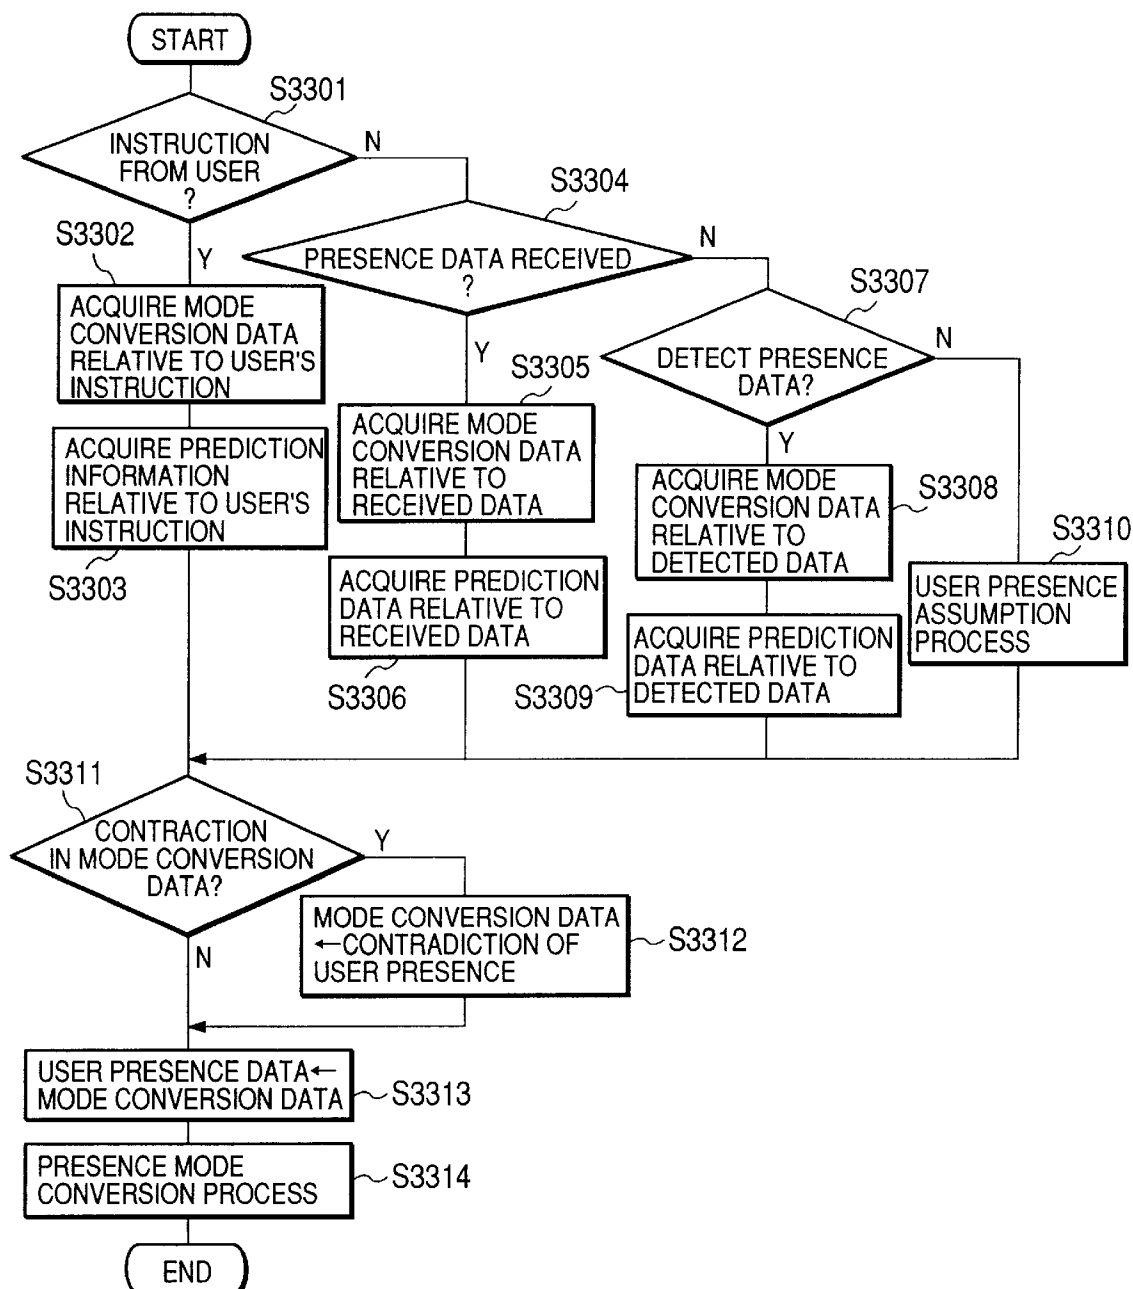 START
S3301
INSTRUCTION
FROM USER
?
N
Y
S3302
ACQUIRE MODE
CONVERSION DATA
RELATIVE TO USER'S
INSTRUCTION
ACQUIRE PREDICTION
INFORMATION
RELATIVE TO USER'S
INSTRUCTION
S3303
S3304
PRESENCE DATA RECEIVED
?
N
Y
S3305
ACQUIRE MODE
CONVERSION DATA
RELATIVE TO
RECEIVED DATA
ACQUIRE PREDICTION
DATA RELATIVE TO
RECEIVED DATA
S3306
S3307
DETECT PRESENCE
DATA?
N
Y
ACQUIRE MODE
CONVERSION DATA
RELATIVE TO
DETECTED DATA
S3308
ACQUIRE PREDICTION
DATA RELATIVE TO
DETECTED DATA
S3309
S3310
USER PRESENCE
ASSUMPTION
PROCESS
S3311
CONTRACTION
IN MODE CONVERSION
DATA?
Y
N
MODE CONVERSION DATA
←CONTRADICTION OF
USER PRESENCE
S3312
USER PRESENCE DATA←
MODE CONVERSION DATA
S3313
PRESENCE MODE
CONVERSION PROCESS
S3314
END